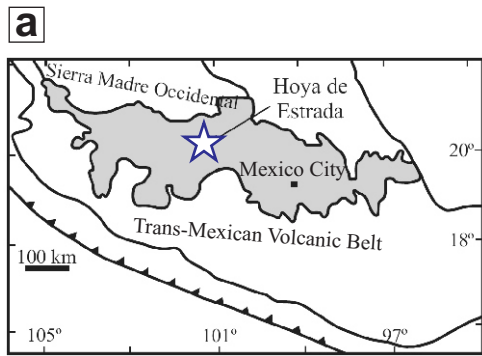 a
Sierra Madre Occidental
Hoya de
Estrada
Mexico City
20º
Trans-Mexican Volcanic Belt
18º
100 km
105º
101º
97º